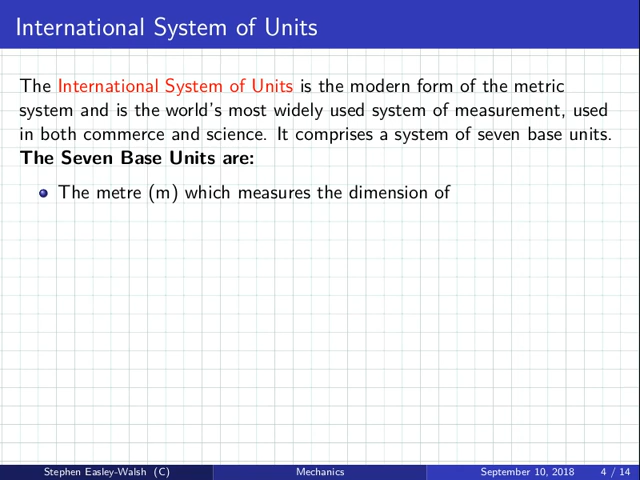 International System of Units
The International System of Units is the modern form of the metric
system and is the world's most widely used system of measurement, used
in both commerce and science. It comprises a system of seven base units.
The Seven Base Units are:
The metre (m) which measures the dimension of
Stephen Easley-Walsh (C) Mechanics September 10, 2018 4 / 14